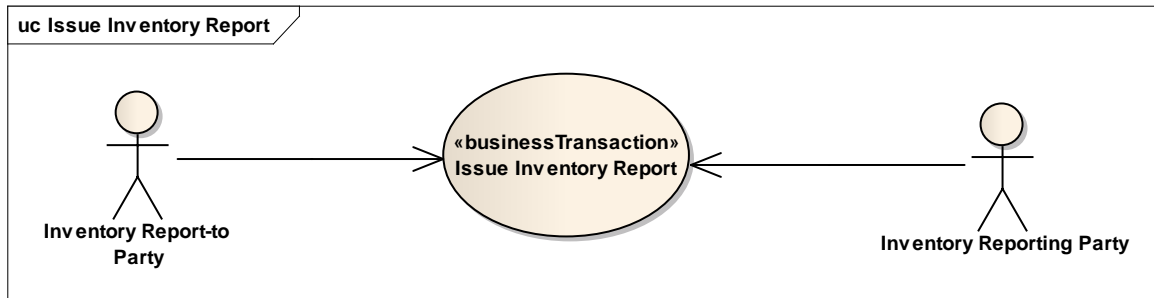 uc Issue Inventory Report
«businessTransaction»
Issue Inventory Report
Inventory Report-to
Party
Inventory Reporting Party